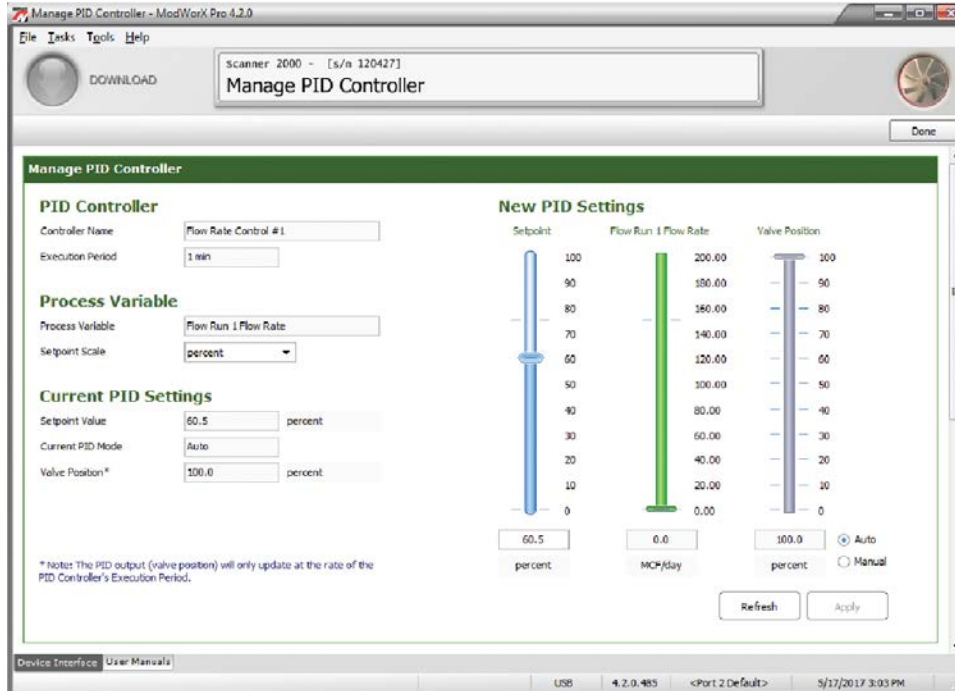 Manage PID Controller - ModWorX Pro 4.2.0
File Tasks Tools Help
DOWNLOAD
Scanner 2000 - [s/n 120427]
Manage PID Controller
Done
Manage PID Controller
PID Controller
Controller Name Flow Rate Control #1
Execution Period 1 min
Process Variable
Process Variable Flow Run 1 Flow Rate
Setpoint Scale percent
Current PID Settings
Setpoint Value 60.5 percent
Current PID Mode Auto
Valve Position* 100.0 percent
* Note: The PID output (valve position) will only update at the rate of the
PID Controller's Execution Period.
New PID Settings
Setpoint Flow Run 1 Flow Rate Valve Position
100 200.00 100
90 180.00 90
80 160.00 80
70 140.00 70
60 120.00 60
50 100.00 50
40 80.00 40
30 60.00 30
20 40.00 20
10 20.00 10
0 0.00 0
60.5 0.0 100.0 Auto
percent MCF/day percent Manual
Refresh Apply
Device Interface User Manuals
USB 4.2.0.485 <Port 2 Default> 5/17/2017 3:03 PM